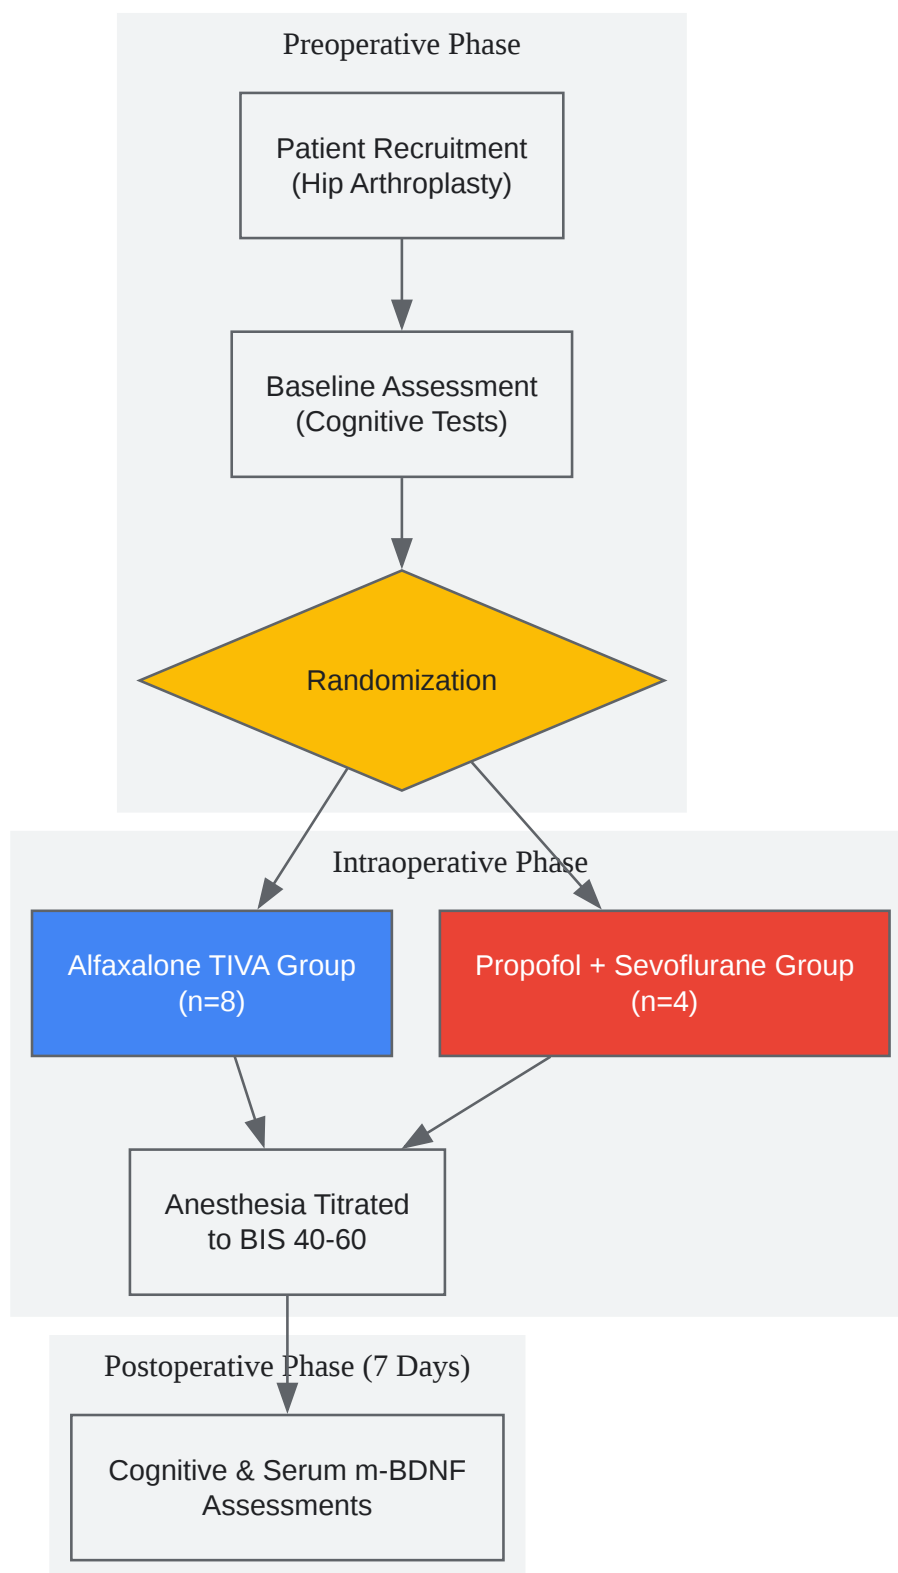 Preoperative Phase
Patient Recruitment
(Hip Arthroplasty)
Baseline Assessment
(Cognitive Tests)
Randomization
Intraoperative Phase
Alfaxalone TIVA Group
(n=8)
Propofol + Sevoflurane Group
(n=4)
Anesthesia Titrated
to BIS 40-60
Postoperative Phase (7 Days)
Cognitive & Serum m-BDNF
Assessments